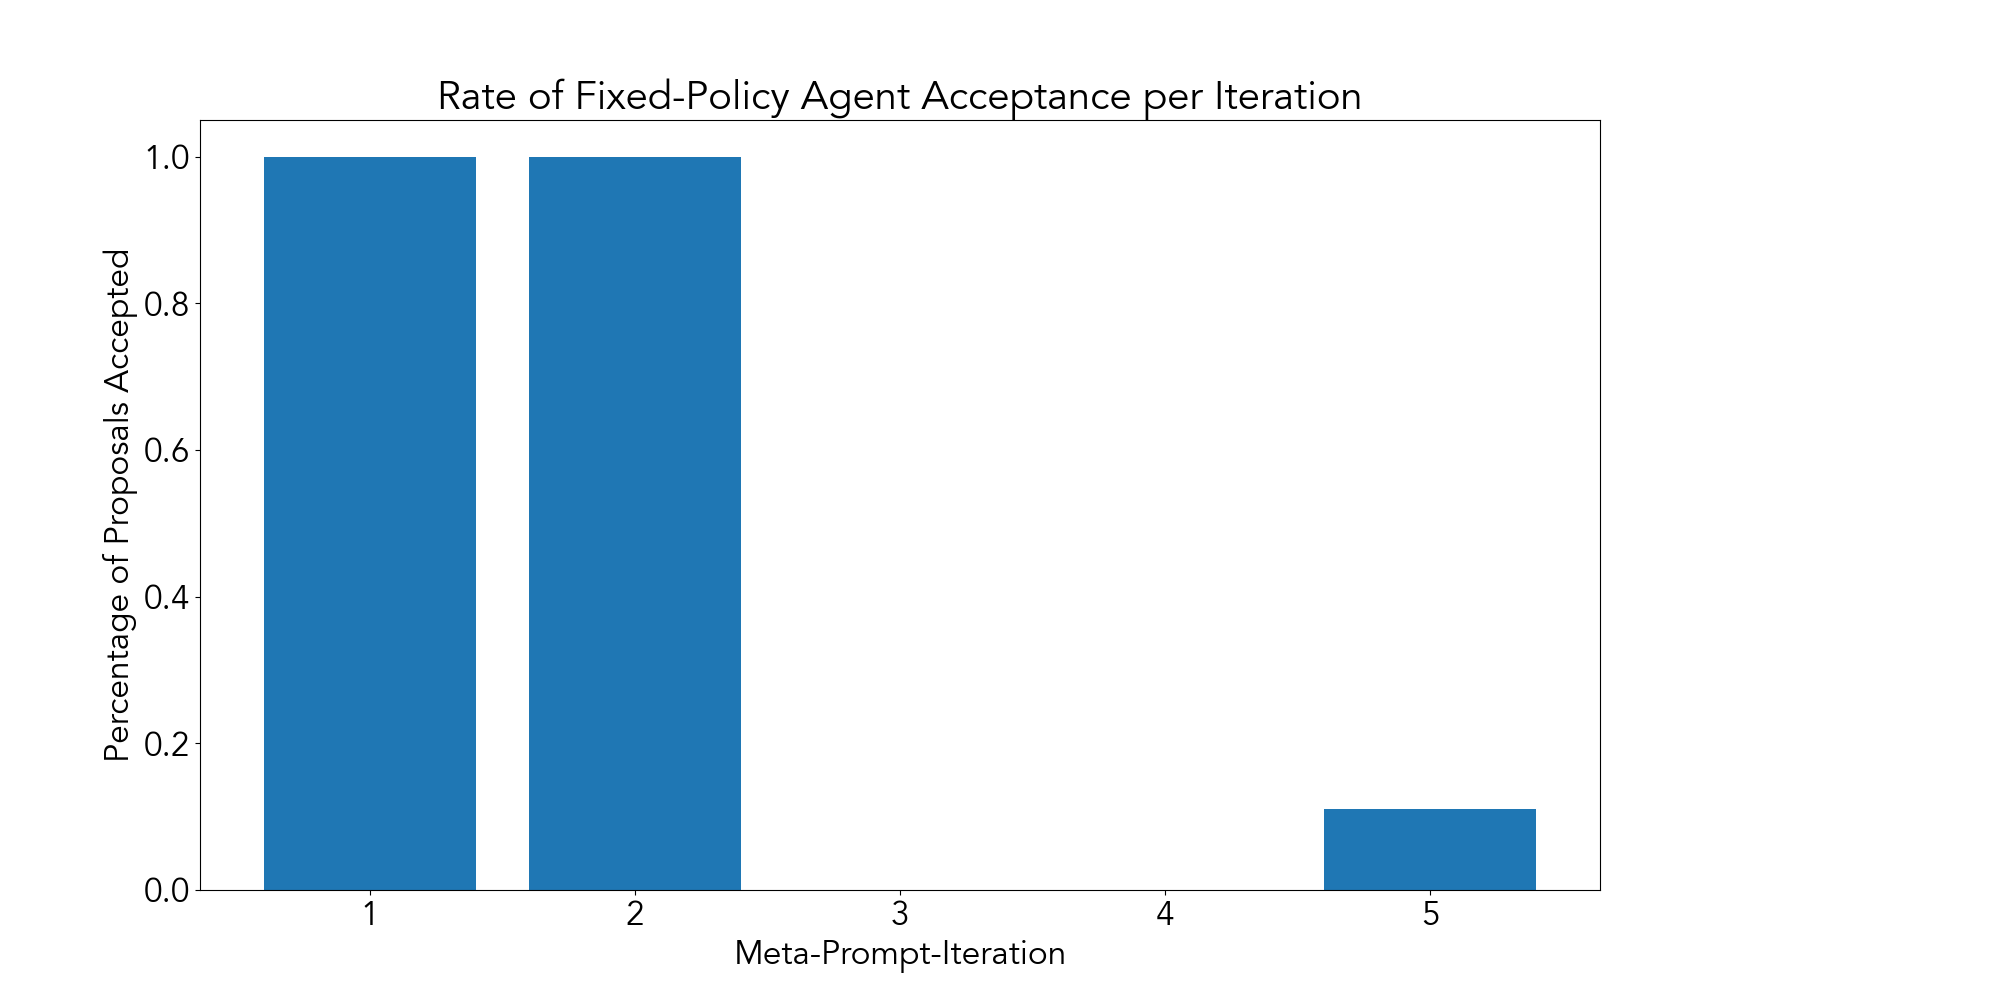 Rate of Fixed-Policy Agent Acceptance per Iteration
Percentage of Proposals Accepted
1.0
0.8
0.6
0.4
0.2
0.0
1 2 3 4 5
Meta-Prompt-Iteration